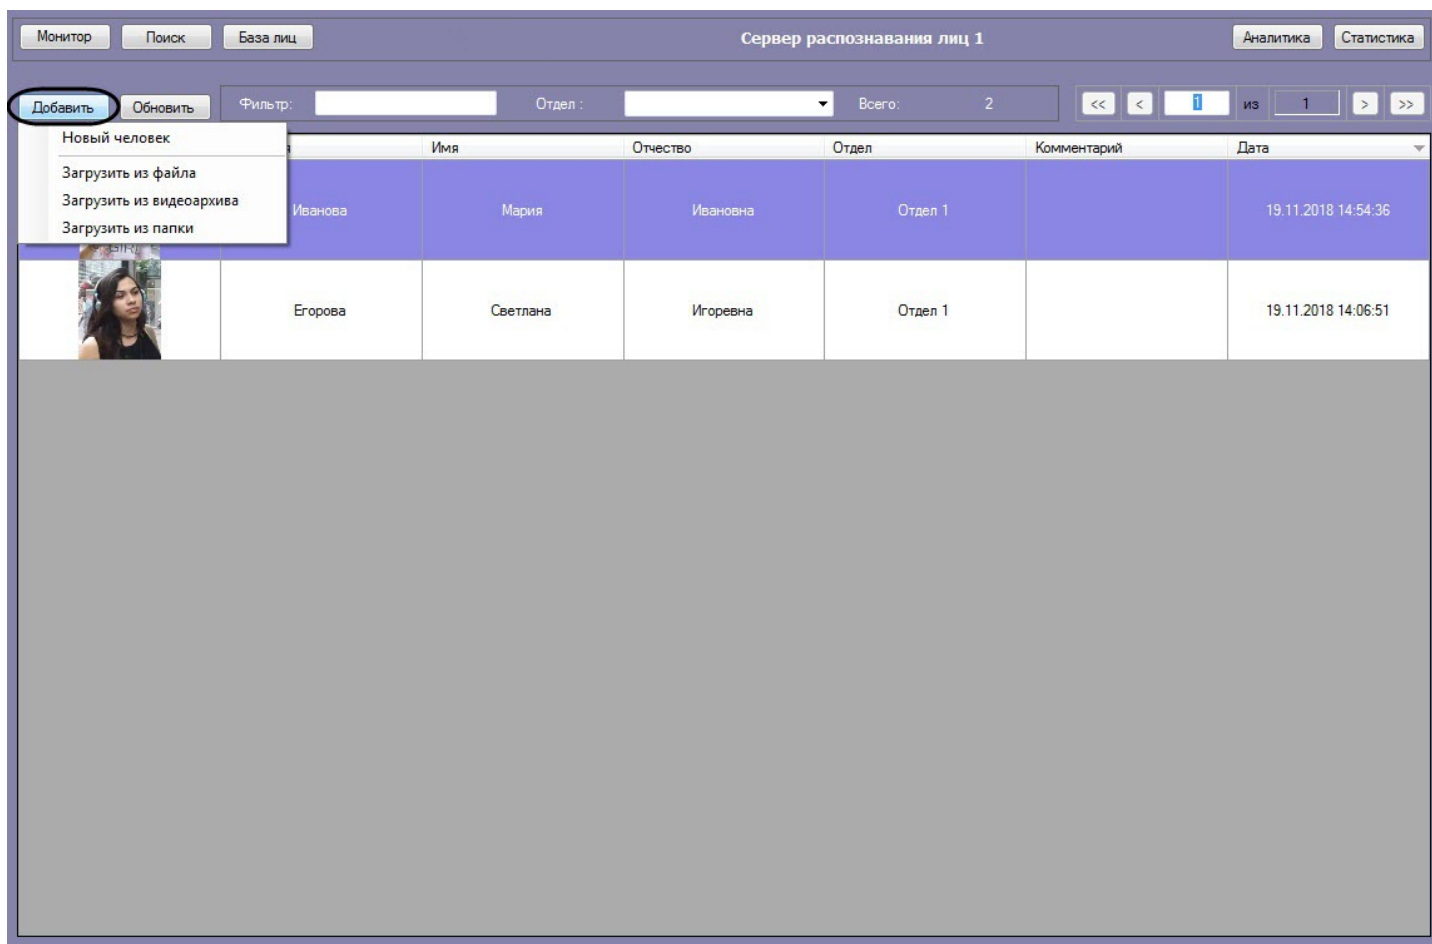 Монитор Поиск База лиц Сервер распознавания лиц 1 Аналитика Статистика
Добавить Обновить Фильтр: Отдел : Всего: 2 << < 1 из 1 > >>
Новый человек
Загрузить из файла
Загрузить из видеоархива
Загрузить из папки
Имя Отчество Отдел Комментарий Дата
Иванова Мария Ивановна Отдел 1 19.11.2018 14:54:36
GIRL
Егорова Светлана Игоревна Отдел 1 19.11.2018 14:06:51